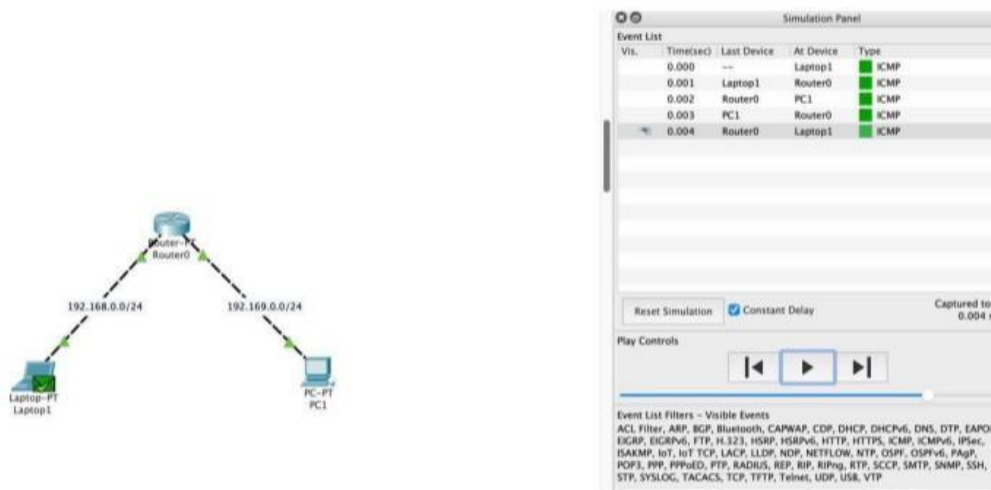 Simulation Panel
Event List
Vis. Time(sec) Last Device At Device Type
0.000 -- Laptop1 ICMP
0.001 Laptop1 Router0 ICMP
0.002 Router0 PC1 ICMP
0.003 PC1 Router0 ICMP
0.004 Router0 Laptop1 ICMP
Router-PT
Router0
192.168.0.0/24 192.169.0.0/24
Laptop-PT
Laptop1
PC-PT
PC1
Reset Simulation Constant Delay Captured to
0.004
Play Controls
Event List Filters - Visible Events
ACL Filter, ARP, BGP, Bluetooth, CAPWAP, CDP, DHCP, DHCPv6, DNS, DTP, EAPOL
EIGRP, EIGRPv6, FTP, H.323, HSRP, HSRPv6, HTTP, HTTPS, ICMP, ICMPv6, IPSec,
ISAKMP, IoT, IoT TCP, LACP, LLDP, NDP, NETFLOW, NTP, OSPF, OSPFv6, PAgP,
POP3, PPP, PPPoED, PTP, RADIUS, REP, RIP, RIPng, RTP, SCCP, SMTP, SNMP, SSH,
STP, SYSLOG, TACACS, TCP, TFTP, Telnet, UDP, USB, VTP